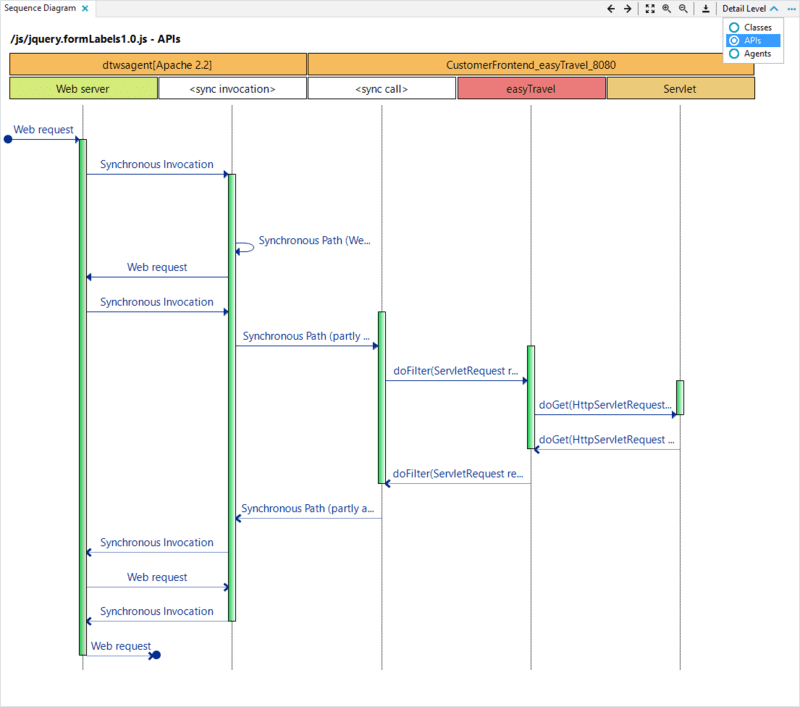 Sequence Diagram
Detail Level
Classes
APIs
Agents
/js/jquery.formLabels1.0.js - APIs
dtwsagent[Apache 2.2]
CustomerFrontend_easyTravel_8080
Web server
<sync invocation>
<sync call>
easyTravel
Servlet
Web request
Synchronous Invocation
Synchronous Path (We...
Web request
Synchronous Invocation
Synchronous Path (partly ...
doFilter(ServletRequest r...
doGet(HttpServletRequest...
doGet(HttpServletRequest ...
doFilter(ServletRequest re...
Synchronous Path (partly a...
Synchronous Invocation
Web request
Synchronous Invocation
Web request